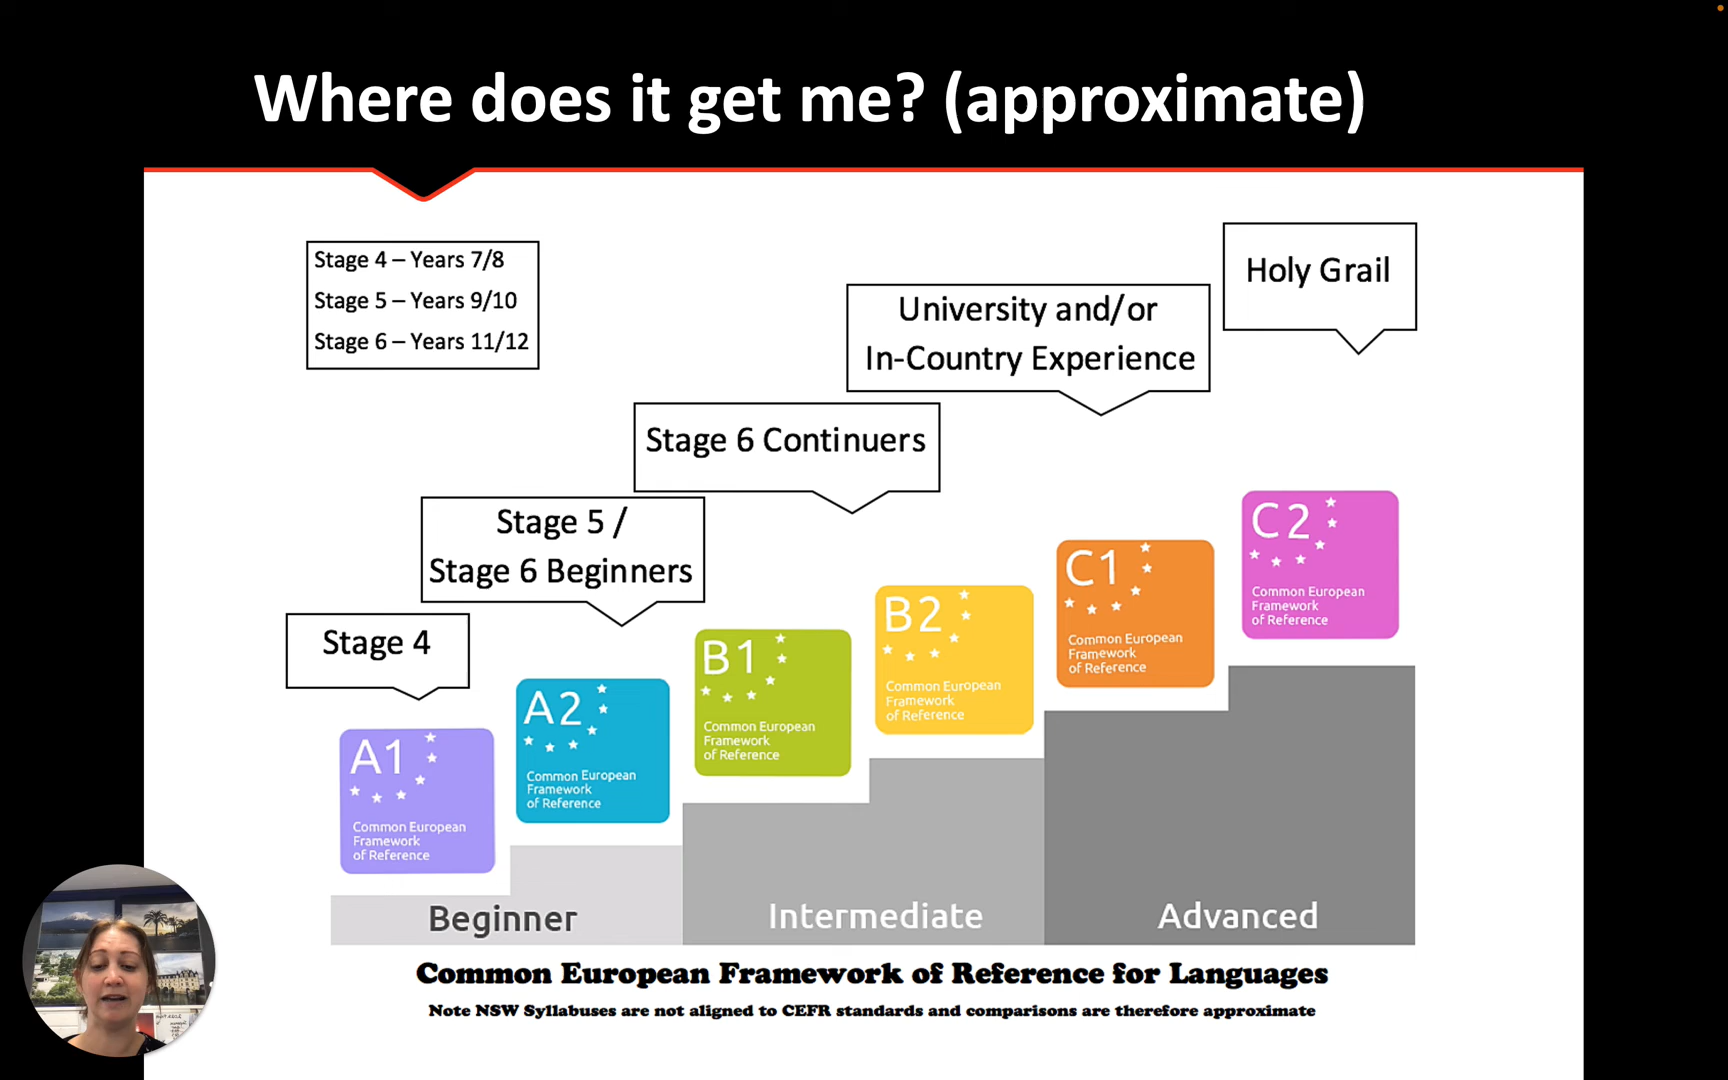 Where does it get me? (approximate)
Stage 4 – Years 7/8
Stage 5 – Years 9/10
Stage 6 – Years 11/12
Holy Grail
University and/or
In-Country Experience
Stage 6 Continuers
Stage 5 /
Stage 6 Beginners
Stage 4
A1
Common European
Framework
of Reference
A2
Common European
Framework
of Reference
B1
Common European
Framework
of Reference
B2
Common European
Framework
of Reference
C1
Common European
Framework
of Reference
C2
Common European
Framework
of Reference
Beginner
Intermediate
Advanced
Common European Framework of Reference for Languages
Note NSW Syllabuses are not aligned to CEFR standards and comparisons are therefore approximate